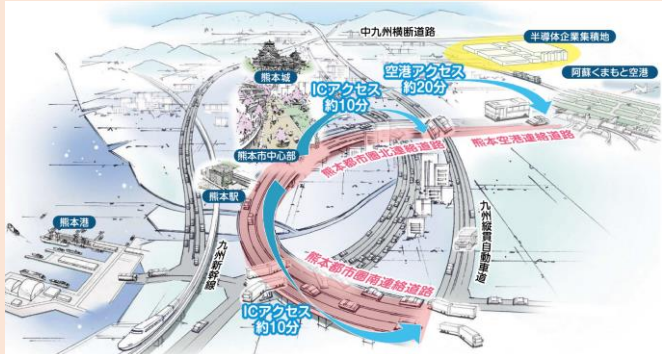 中九州横断道路
半導体企業集積地
熊本城
阿蘇くまもと空港
ICアクセス
約10分
空港アクセス
約20分
熊本市中心部
熊本都市圏北連絡道路
熊本空港連絡道路
熊本駅
熊本港
九州新幹線
九州縦貫自動車道
熊本都市圏南連絡道路
ICアクセス
約10分